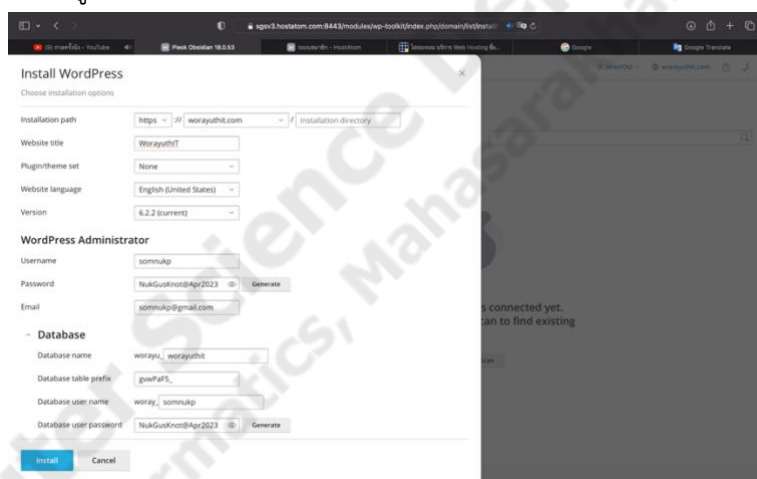 sgsv3.hostatom.com:8443/modules/wp-toolkit/index.php/domain/list/install
YouTube
Plesk Obsidian 18.0.53
HostAtom
Web Hosting
Google
Google Translate
Install WordPress
Choose installation options
worayuthit.com
Installation path https :// worayuthit.com / Installation directory
Website title WorayuthIT
Plugin/theme set None
Website language English (United States)
Version 6.2.2 (current)
WordPress Administrator
Username somnukp
Password NukGusKnot@Apr2023 Generate
Email somnukp@gmail.com
s connected yet.
can to find existing
Database
Database name worayu_ worayuthit
Database table prefix gvwPaF5_
Database user name woray_ somnukp
Database user password NukGusKnot@Apr2023 Generate
Install Cancel